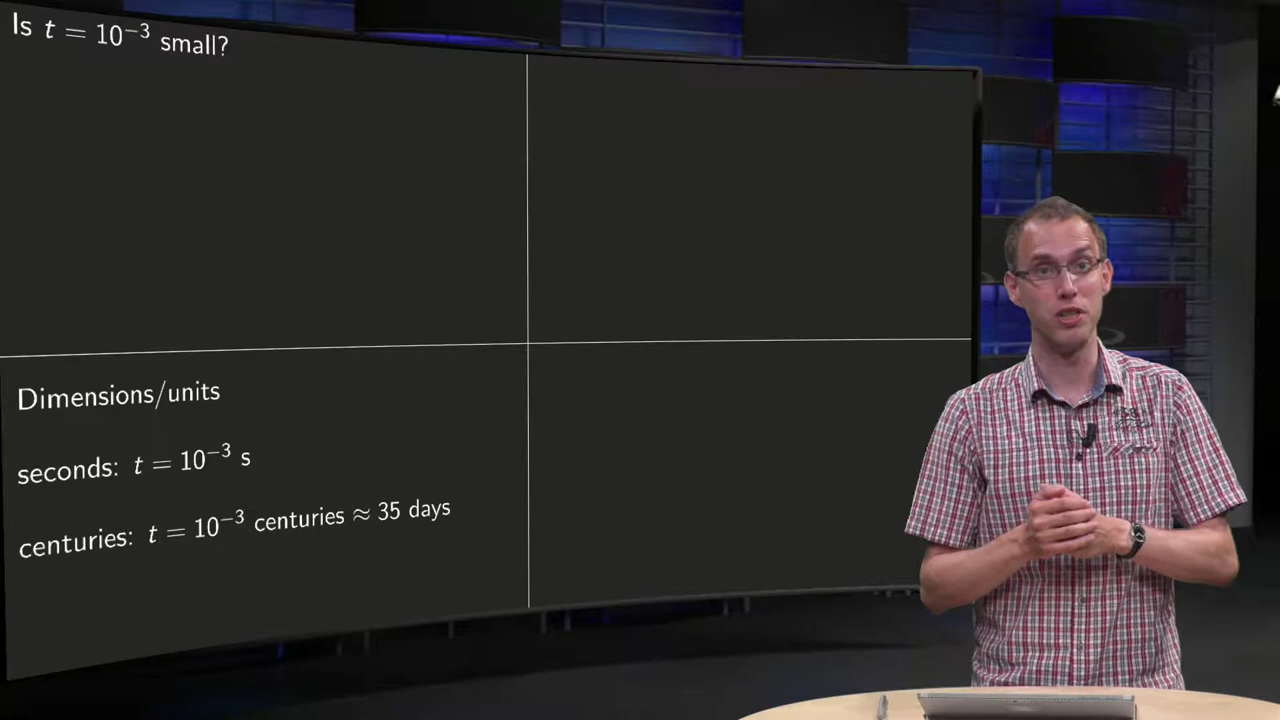 Is t = 10⁻³ small?
Dimensions/units
seconds: t = 10⁻³ s
centuries: t = 10⁻³ centuries ≈ 35 days